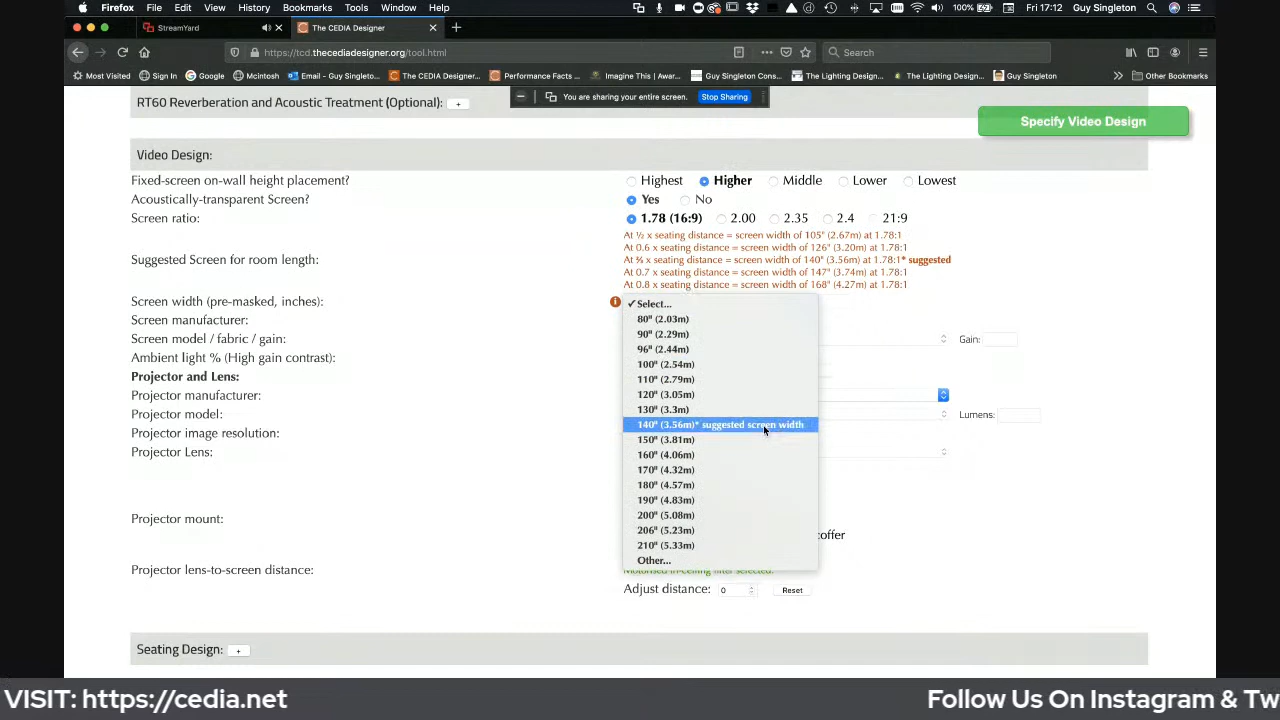 Firefox File Edit View History Bookmarks Tools Window Help 100% Fri 17:12 Guy Singleton
StreamYard The CEDIA Designer
https://tcd.thecediadesigner.org/tool.html Search
Most Visited Sign In Google Mcintosh Email - Guy Singleto... The CEDIA Designer... Performance Facts ... Imagine This | Awar... Guy Singleton Cons... The Lighting Design... The Lighting Design... Guy Singleton Other Bookmarks
RT60 Reverberation and Acoustic Treatment (Optional): +
You are sharing your entire screen. Stop Sharing
Specify Video Design
Video Design:
Fixed-screen on-wall height placement? Highest Higher Middle Lower Lowest
Acoustically-transparent Screen? Yes No
Screen ratio: 1.78 (16:9) 2.00 2.35 2.4 21:9
At ½ x seating distance = screen width of 105" (2.67m) at 1.78:1
At 0.6 x seating distance = screen width of 126" (3.20m) at 1.78:1
Suggested Screen for room length: At ⅔ x seating distance = screen width of 140" (3.56m) at 1.78:1* suggested
At 0.7 x seating distance = screen width of 147" (3.74m) at 1.78:1
At 0.8 x seating distance = screen width of 168" (4.27m) at 1.78:1
Screen width (pre-masked, inches):
Screen manufacturer:
Screen model / fabric / gain: Gain:
Ambient light % (High gain contrast):
Projector and Lens:
Projector manufacturer:
Projector model: Lumens:
Projector image resolution:
Projector Lens:
Projector mount:
coffer
Projector lens-to-screen distance: Motorised in-ceiling lifter selected.
Adjust distance: 0 Reset
✓Select...
80" (2.03m)
90" (2.29m)
96" (2.44m)
100" (2.54m)
110" (2.79m)
120" (3.05m)
130" (3.3m)
140" (3.56m)* suggested screen width
150" (3.81m)
160" (4.06m)
170" (4.32m)
180" (4.57m)
190" (4.83m)
200" (5.08m)
206" (5.23m)
210" (5.33m)
Other...
Seating Design: +
VISIT: https://cedia.net Follow Us On Instagram & Tw